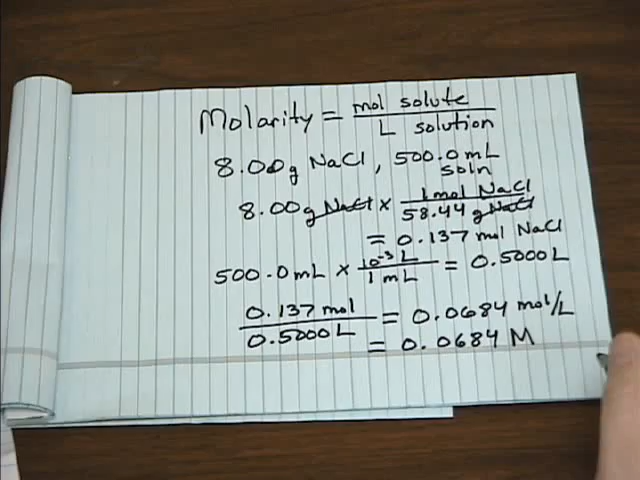 Molarity = mol solute / L solution
8.00g NaCl, 500.0 mL soln
8.00 g NaCl × 1 mol NaCl / 58.44 g NaCl
= 0.137 mol NaCl
500.0 mL × 10⁻³ L / 1 mL = 0.5000 L
0.137 mol / 0.5000 L = 0.0684 mol/L
= 0.0684 M